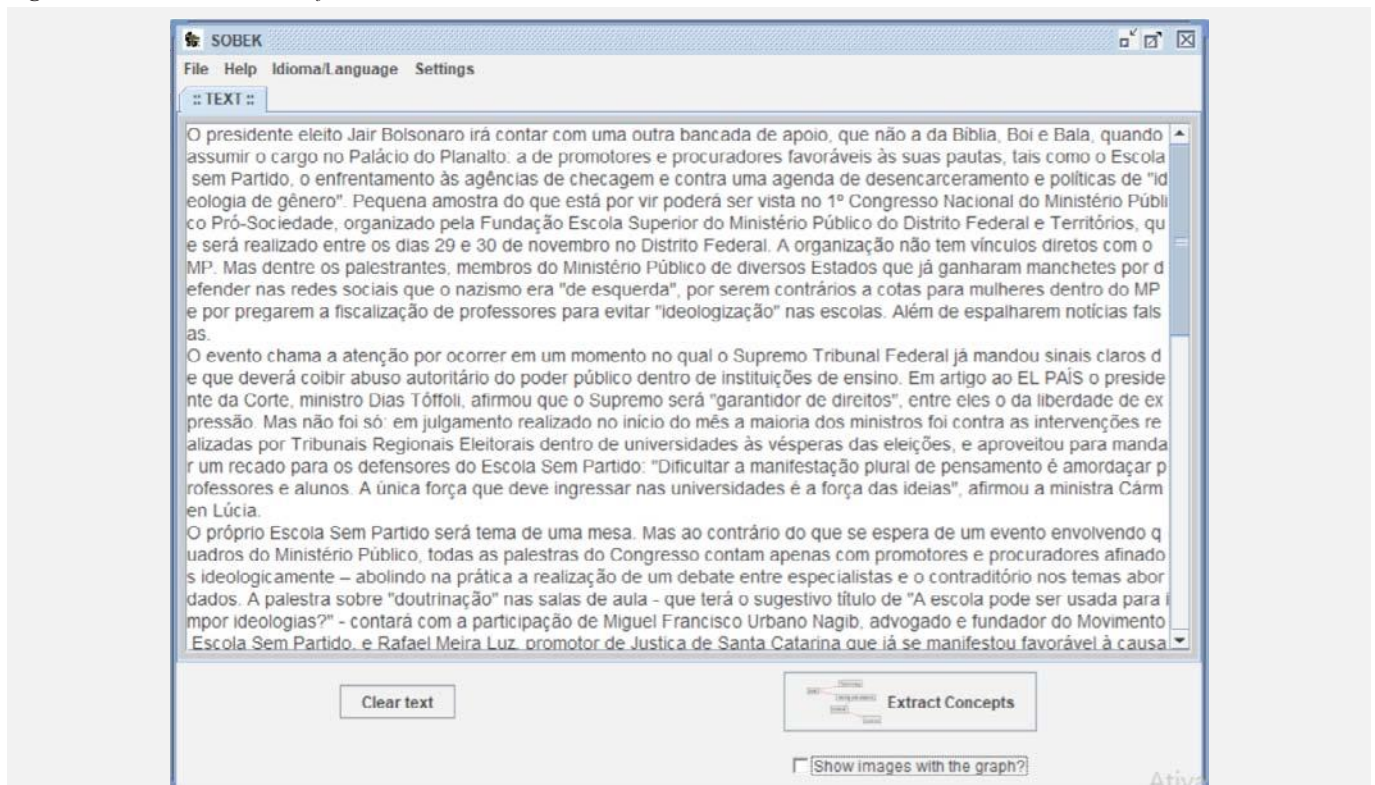 SOBEK
File Help Idioma/Language Settings
:: TEXT ::
O presidente eleito Jair Bolsonaro irá contar com uma outra bancada de apoio, que não a da Bíblia, Boi e Bala, quando
assumir o cargo no Palácio do Planalto: a de promotores e procuradores favoráveis às suas pautas, tais como o Escola
sem Partido, o enfrentamento às agências de checagem e contra uma agenda de desencarceramento e políticas de "id
eologia de gênero". Pequena amostra do que está por vir poderá ser vista no 1º Congresso Nacional do Ministério Públi
co Pró-Sociedade, organizado pela Fundação Escola Superior do Ministério Público do Distrito Federal e Territórios, qu
e será realizado entre os dias 29 e 30 de novembro no Distrito Federal. A organização não tem vínculos diretos com o
MP. Mas dentre os palestrantes, membros do Ministério Público de diversos Estados que já ganharam manchetes por d
efender nas redes sociais que o nazismo era "de esquerda", por serem contrários a cotas para mulheres dentro do MP
e por pregarem a fiscalização de professores para evitar "ideologização" nas escolas. Além de espalharem notícias fals
as.
O evento chama a atenção por ocorrer em um momento no qual o Supremo Tribunal Federal já mandou sinais claros d
e que deverá coibir abuso autoritário do poder público dentro de instituições de ensino. Em artigo ao EL PAÍS o preside
nte da Corte, ministro Dias Tóffoli, afirmou que o Supremo será "garantidor de direitos", entre eles o da liberdade de ex
pressão. Mas não foi só: em julgamento realizado no início do mês a maioria dos ministros foi contra as intervenções re
alizadas por Tribunais Regionais Eleitorais dentro de universidades às vésperas das eleições, e aproveitou para manda
r um recado para os defensores do Escola Sem Partido: "Dificultar a manifestação plural de pensamento é amordaçar p
rofessores e alunos. A única força que deve ingressar nas universidades é a força das ideias", afirmou a ministra Cárm
en Lúcia.
O próprio Escola Sem Partido será tema de uma mesa. Mas ao contrário do que se espera de um evento envolvendo q
uadros do Ministério Público, todas as palestras do Congresso contam apenas com promotores e procuradores afinado
s ideologicamente – abolindo na prática a realização de um debate entre especialistas e o contraditório nos temas abor
dados. A palestra sobre "doutrinação" nas salas de aula - que terá o sugestivo título de "A escola pode ser usada para i
mpor ideologias?" - contará com a participação de Miguel Francisco Urbano Nagib, advogado e fundador do Movimento
Escola Sem Partido, e Rafael Meira Luz, promotor de Justiça de Santa Catarina que já se manifestou favorável à causa
Clear text
Extract Concepts
Show images with the graph?
Ativa